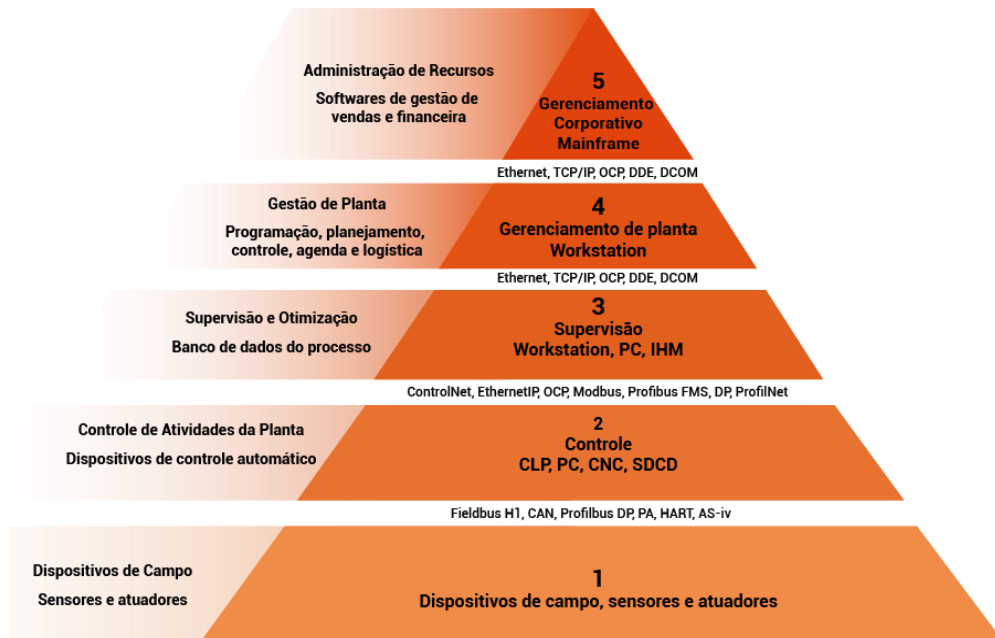 Administração de Recursos
Softwares de gestão de
vendas e financeira
5
Gerenciamento
Corporativo
Mainframe
Ethernet, TCP/IP, OCP, DDE, DCOM
Gestão de Planta
Programação, planejamento,
controle, agenda e logística
4
Gerenciamento de planta
Workstation
Ethernet, TCP/IP, OCP, DDE, DCOM
Supervisão e Otimização
Banco de dados do processo
3
Supervisão
Workstation, PC, IHM
ControlNet, EthernetIP, OCP, Modbus, Profibus FMS, DP, ProfilNet
Controle de Atividades da Planta
Dispositivos de controle automático
2
Controle
CLP, PC, CNC, SDCD
Fieldbus H1, CAN, Profilbus DP, PA, HART, AS-iv
Dispositivos de Campo
Sensores e atuadores
1
Dispositivos de campo, sensores e atuadores